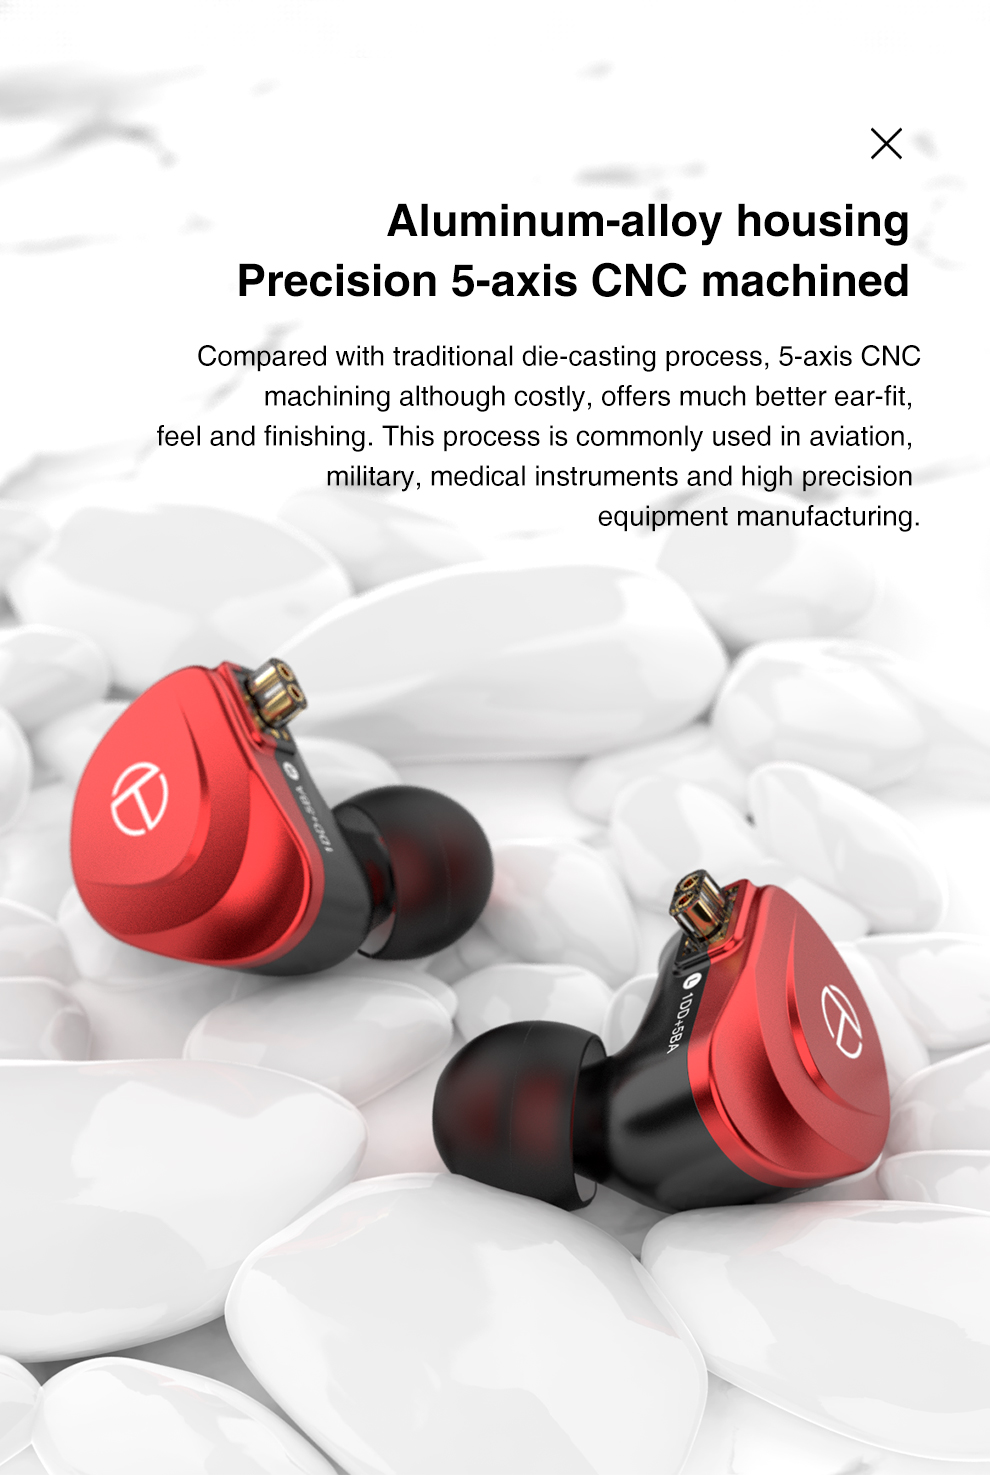 Aluminum-alloy housing
Precision 5-axis CNC machined
Compared with traditional die-casting process, 5-axis CNC
machining although costly, offers much better ear-fit,
feel and finishing. This process is commonly used in aviation,
military, medical instruments and high precision
equipment manufacturing.
1DD+5BA
L 1DD+5BA